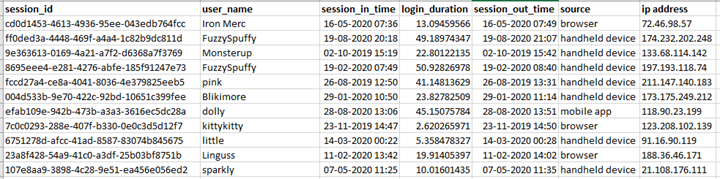 session_id user_name session_in_time login_duration session_out_time source ip address
cd0d1453-4613-4936-95ee-043edb764fcc Iron Merc 16-05-2020 07:36 13.09459566 16-05-2020 07:49 browser 72.46.98.57
ff0ded3a-4448-469f-a4a4-1c82b9dc811d FuzzySpuffy 19-08-2020 20:18 49.18974347 19-08-2020 21:07 handheld device 174.232.202.248
9e363613-0169-4a21-a7f2-d6368a7f3769 Monsterup 02-10-2019 15:19 22.80122135 02-10-2019 15:42 handheld device 133.68.114.142
8695eee4-e281-4276-abfe-185f91247e73 FuzzySpuffy 19-02-2020 07:49 50.92826978 19-02-2020 08:40 handheld device 197.193.118.74
fccd27a4-ce8a-4041-8036-4e379825eeb5 pink 26-08-2019 12:50 41.14813629 26-08-2019 13:31 handheld device 211.147.140.183
004d533b-9e70-422c-92bd-10651c399fee Blikimore 29-01-2020 10:50 23.82782509 29-01-2020 11:14 handheld device 173.175.249.212
efab109e-942b-473b-a3a3-3616ec5dc28a dolly 28-08-2020 13:06 45.15075784 28-08-2020 13:51 mobile app 118.90.23.199
7c0c0293-288e-407f-b330-0e0c3d5d12f7 kittykitty 23-11-2019 14:47 2.620265971 23-11-2019 14:50 browser 123.208.102.139
6751278d-afcc-41ad-8587-83074b845675 little 14-03-2020 00:22 5.358478327 14-03-2020 00:28 handheld device 91.16.90.119
23a8f428-54a9-41c0-a3df-25b03bf8751b Linguss 11-02-2020 13:42 19.91405397 11-02-2020 14:02 browser 188.36.46.171
107e8aa9-3898-4c28-9e51-ea456e056ed2 sparkly 07-05-2020 11:25 10.01601435 07-05-2020 11:35 handheld device 21.108.176.111